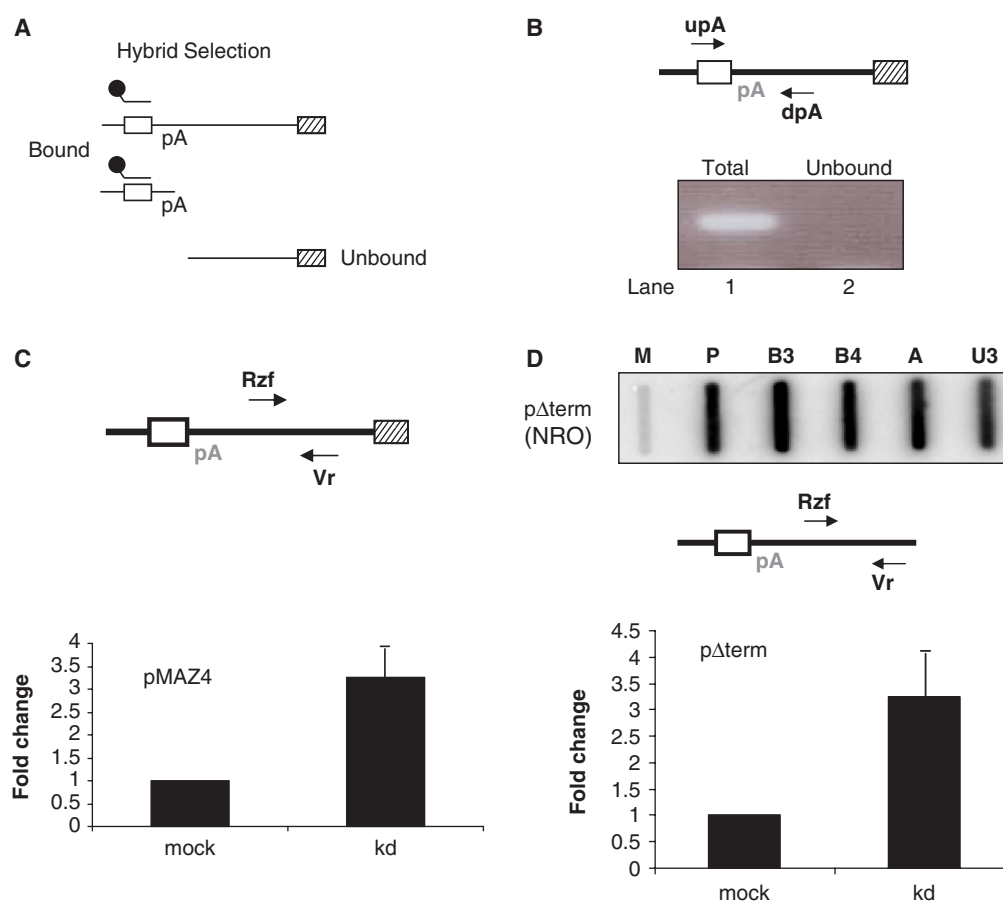 A
Hybrid Selection
pA
Bound
pA
Unbound
B
upA
pA
dpA
Total Unbound
Lane 1 2
C
Rzf
pA
Vr
Fold change
4
3.5
3
2.5
2
1.5
1
0.5
0
pMAZ4
mock kd
D
M P B3 B4 A U3
pΔterm
(NRO)
Rzf
pA
Vr
Fold change
4.5
4
3.5
3
2.5
2
1.5
1
0.5
0
pΔterm
mock kd